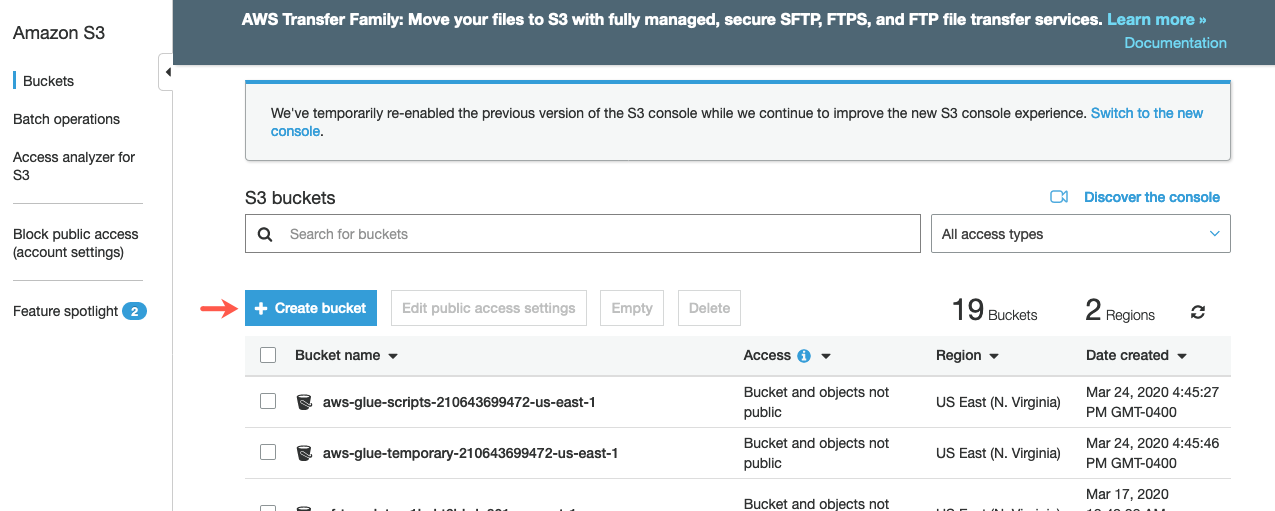 Amazon S3
Buckets
Batch operations
Access analyzer for
S3
Block public access
(account settings)
Feature spotlight 2
AWS Transfer Family: Move your files to S3 with fully managed, secure SFTP, FTPS, and FTP file transfer services. Learn more »
Documentation
We've temporarily re-enabled the previous version of the S3 console while we continue to improve the new S3 console experience. Switch to the new
console.
S3 buckets
Discover the console
Search for buckets
All access types
Create bucket Edit public access settings Empty Delete
19 Buckets 2 Regions
Bucket name Access Region Date created
aws-glue-scripts-210643699472-us-east-1 Bucket and objects not US East (N. Virginia) Mar 24, 2020 4:45:27
public PM GMT-0400
aws-glue-temporary-210643699472-us-east-1 Bucket and objects not US East (N. Virginia) Mar 24, 2020 4:45:46
public PM GMT-0400
Mar 17, 2020
Bucket and objects not